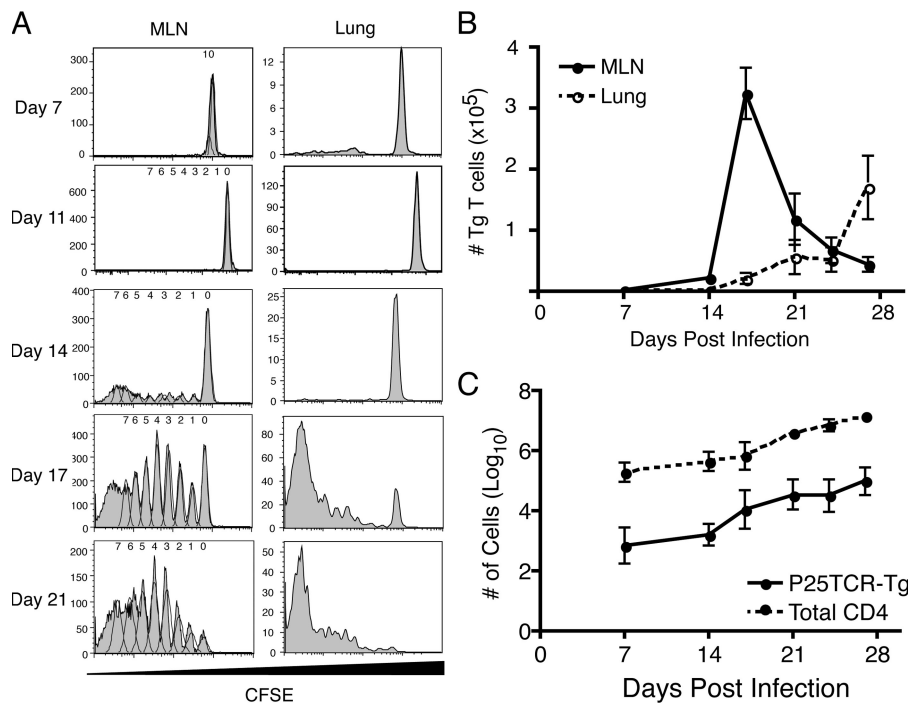 A
MLN
Lung
Day 7
300
200
100
0
10
12
9
6
3
0
Day 11
600
400
200
0
7 6 5 4 3 2 1 0
120
90
60
30
0
Day 14
400
300
200
100
0
7 6 5 4 3 2 1 0
25
20
15
10
5
0
Day 17
400
300
200
100
0
7 6 5 4 3 2 1 0
80
60
40
20
0
Day 21
200
150
100
50
0
7 6 5 4 3 2 1 0
50
40
30
20
10
0
CFSE
B
# Tg T cells (x10⁵)
4
3
2
1
MLN
Lung
0 7 14 21 28
Days Post Infection
C
# of Cells (Log₁₀)
8
6
4
2
0
P25TCR-Tg
Total CD4
0 7 14 21 28
Days Post Infection